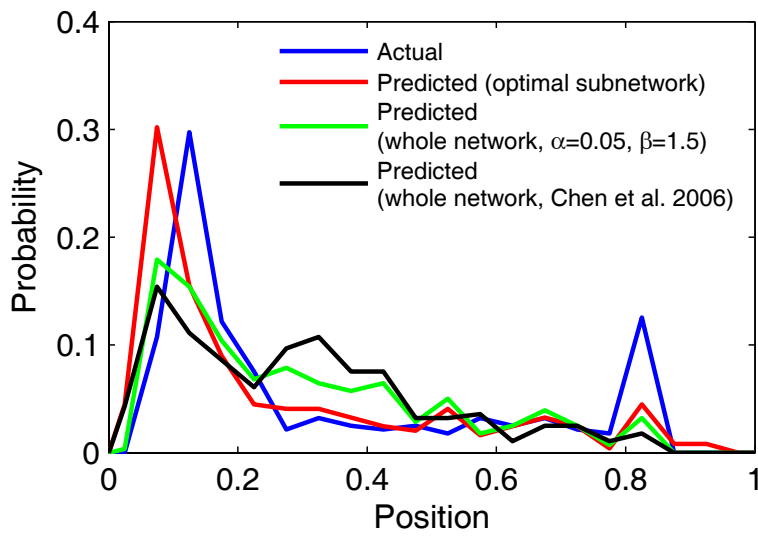 0.4
Actual
Predicted (optimal subnetwork)
Predicted
(whole network, α=0.05, β=1.5)
Predicted
(whole network, Chen et al. 2006)
0.3
0.2
0.1
0
Probability
0 0.2 0.4 0.6 0.8 1
Position